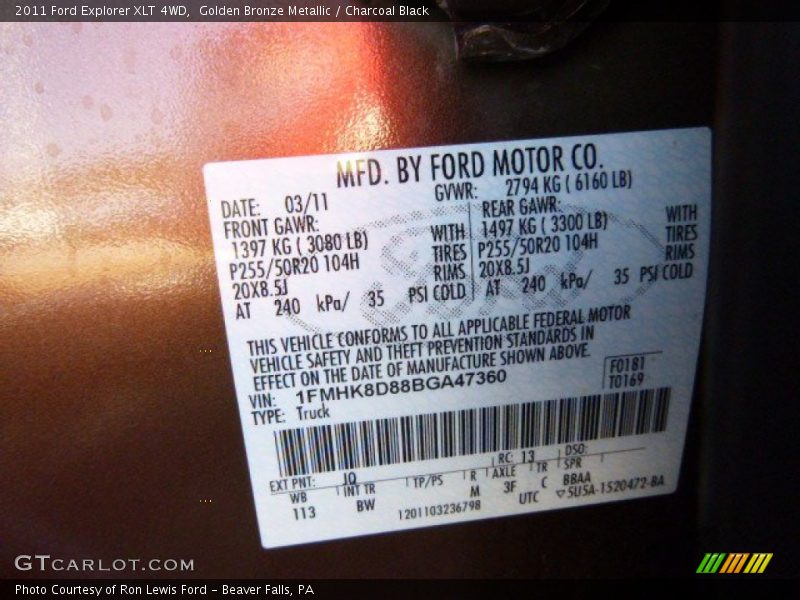 2011 Ford Explorer XLT 4WD, Golden Bronze Metallic / Charcoal Black
MFD. BY FORD MOTOR CO.
DATE: 03/11 GVWR: 2794 KG ( 6160 LB)
FRONT GAWR: REAR GAWR:
1397 KG ( 3080 LB) WITH 1497 KG ( 3300 LB) WITH
P255/50R20 104H TIRES P255/50R20 104H TIRES
20X8.5J RIMS 20X8.5J RIMS
AT 240 kPa/ 35 PSI COLD AT 240 kPa/ 35 PSI COLD
THIS VEHICLE CONFORMS TO ALL APPLICABLE FEDERAL MOTOR
VEHICLE SAFETY AND THEFT PREVENTION STANDARDS IN
EFFECT ON THE DATE OF MANUFACTURE SHOWN ABOVE.
VIN: 1FMHK8D88BGA47360 F0181
TYPE: Truck T0169
EXT PNT: JQ RC: 13 DSO:
WB INT TR TP/PS R AXLE TR SPR
113 BW M 3F C BBAA
1201103236798 UTC ▽5U5A-1520472-BA
GTCARLOT.COM
Photo Courtesy of Ron Lewis Ford - Beaver Falls, PA